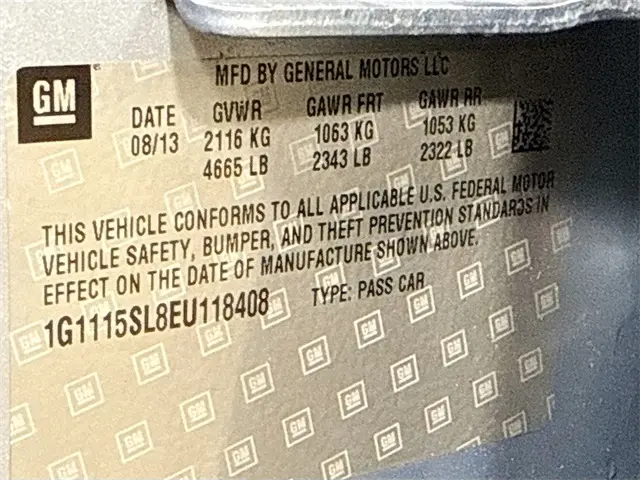 GM
MFD BY GENERAL MOTORS LLC
DATE GVWR GAWR FRT GAWR RR
08/13 2116 KG 1063 KG 1053 KG
4665 LB 2343 LB 2322 LB
THIS VEHICLE CONFORMS TO ALL APPLICABLE U.S. FEDERAL MOTOR
VEHICLE SAFETY, BUMPER, AND THEFT PREVENTION STANDARDS IN
EFFECT ON THE DATE OF MANUFACTURE SHOWN ABOVE.
1G1115SL8EU118408 TYPE: PASS CAR